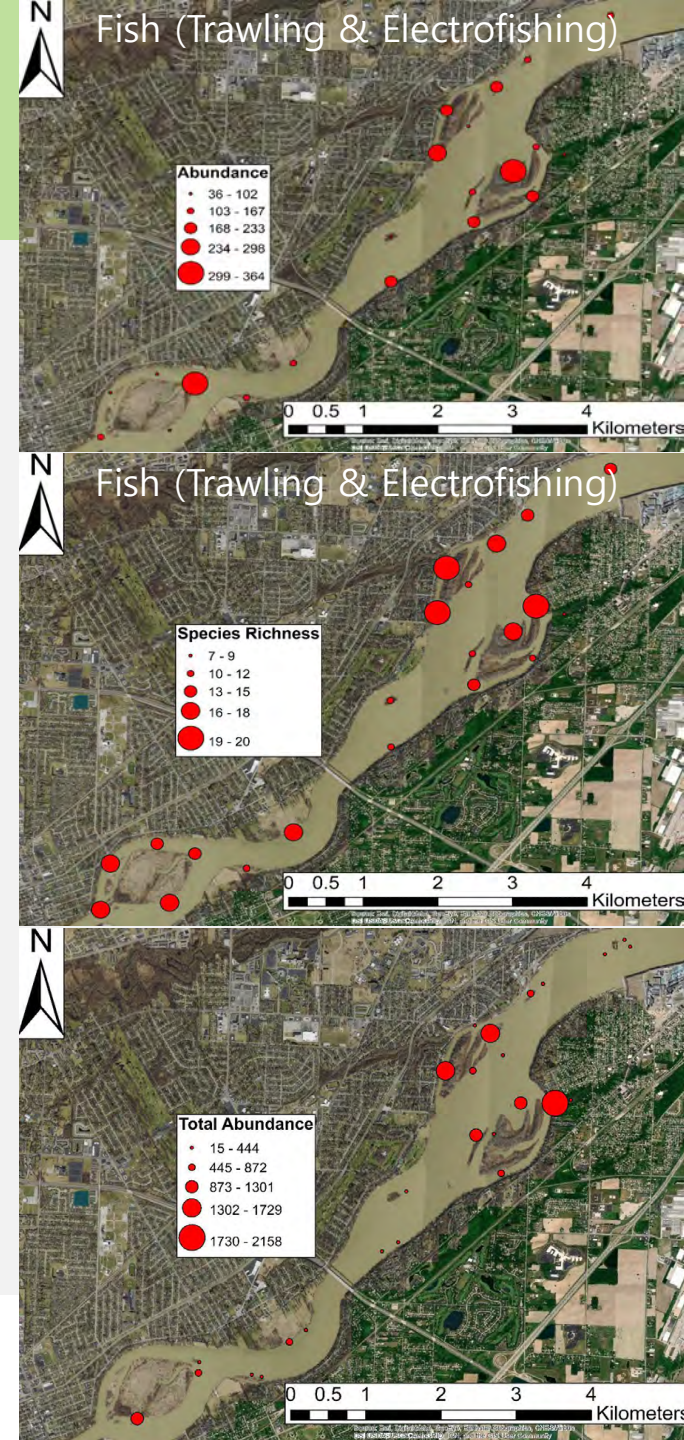 N
Fish (Trawling & Electrofishing)
Abundance
36 - 102
103 - 167
168 - 233
234 - 298
299 - 364
0 0.5 1 2 3 4
Kilometers
N
Fish (Trawling & Electrofishing)
Species Richness
7 - 9
10 - 12
13 - 15
16 - 18
19 - 20
0 0.5 1 2 3 4
Kilometers
N
Total Abundance
15 - 444
445 - 872
873 - 1301
1302 - 1729
1730 - 2158
0 0.5 1 2 3 4
Kilometers